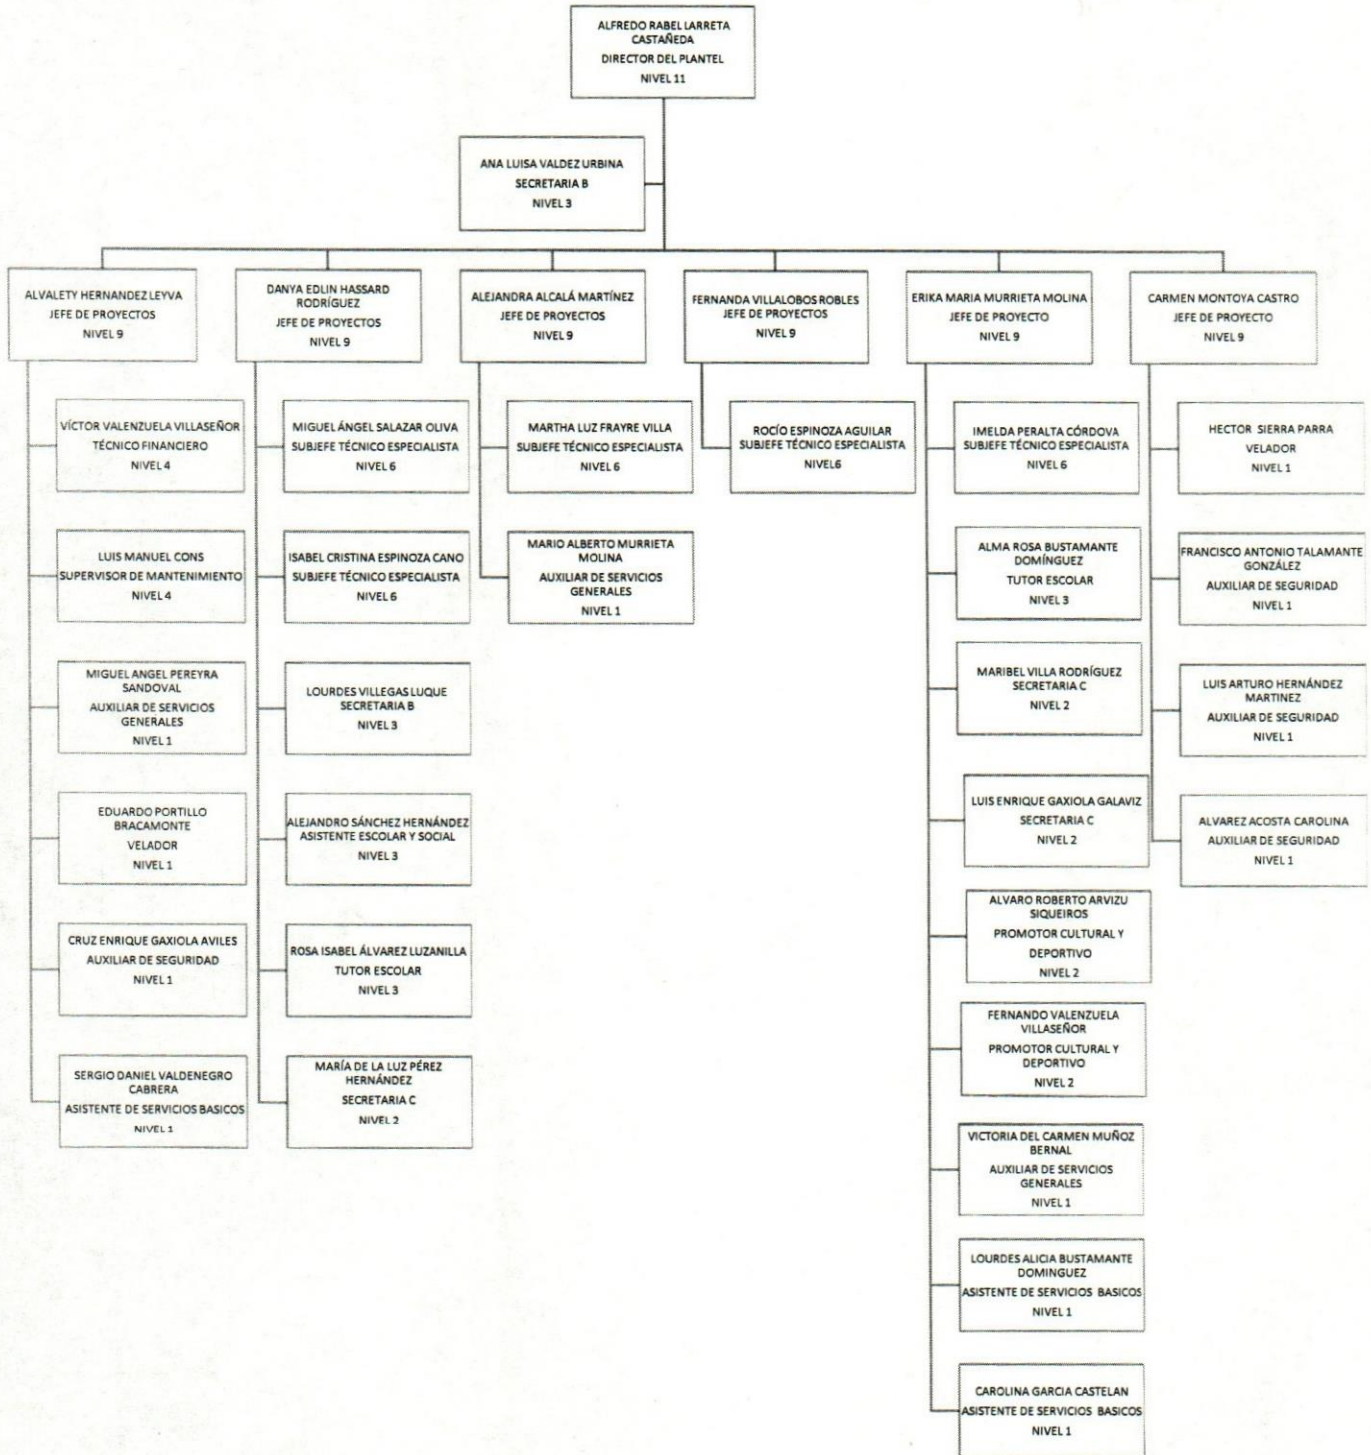 ALFREDO RABEL LARRETA
CASTAÑEDA
DIRECTOR DEL PLANTEL
NIVEL 11
ANA LUISA VALDEZ URBINA
SECRETARIA B
NIVEL 3
ALVALETY HERNANDEZ LEYVA
JEFE DE PROYECTOS
NIVEL 9
DANYA EDLIN HASSARD
RODRÍGUEZ
JEFE DE PROYECTOS
NIVEL 9
ALEJANDRA ALCALÁ MARTÍNEZ
JEFE DE PROYECTOS
NIVEL 9
FERNANDA VILLALOBOS ROBLES
JEFE DE PROYECTOS
NIVEL 9
ERIKA MARIA MURRIETA MOLINA
JEFE DE PROYECTO
NIVEL 9
CARMEN MONTOYA CASTRO
JEFE DE PROYECTO
NIVEL 9
VÍCTOR VALENZUELA VILLASEÑOR
TÉCNICO FINANCIERO
NIVEL 4
LUIS MANUEL CONS
SUPERVISOR DE MANTENIMIENTO
NIVEL 4
MIGUEL ANGEL PEREYRA
SANDOVAL
AUXILIAR DE SERVICIOS
GENERALES
NIVEL 1
EDUARDO PORTILLO
BRACAMONTE
VELADOR
NIVEL 1
CRUZ ENRIQUE GAXIOLA AVILES
AUXILIAR DE SEGURIDAD
NIVEL 1
SERGIO DANIEL VALDENEGRO
CABRERA
ASISTENTE DE SERVICIOS BASICOS
NIVEL 1
MIGUEL ÁNGEL SALAZAR OLIVA
SUBJEFE TÉCNICO ESPECIALISTA
NIVEL 6
ISABEL CRISTINA ESPINOZA CANO
SUBJEFE TÉCNICO ESPECIALISTA
NIVEL 6
LOURDES VILLEGAS LUQUE
SECRETARIA B
NIVEL 3
ALEJANDRO SÁNCHEZ HERNÁNDEZ
ASISTENTE ESCOLAR Y SOCIAL
NIVEL 3
ROSA ISABEL ÁLVAREZ LUZANILLA
TUTOR ESCOLAR
NIVEL 3
MARÍA DE LA LUZ PÉREZ
HERNÁNDEZ
SECRETARIA C
NIVEL 2
MARTHA LUZ FRAYRE VILLA
SUBJEFE TÉCNICO ESPECIALISTA
NIVEL 6
MARIO ALBERTO MURRIETA
MOLINA
AUXILIAR DE SERVICIOS
GENERALES
NIVEL 1
ROCÍO ESPINOZA AGUILAR
SUBJEFE TÉCNICO ESPECIALISTA
NIVEL6
IMELDA PERALTA CÓRDOVA
SUBJEFE TÉCNICO ESPECIALISTA
NIVEL 6
ALMA ROSA BUSTAMANTE
DOMÍNGUEZ
TUTOR ESCOLAR
NIVEL 3
MARIBEL VILLA RODRÍGUEZ
SECRETARIA C
NIVEL 2
LUIS ENRIQUE GAXIOLA GALAVIZ
SECRETARIA C
NIVEL 2
ALVARO ROBERTO ARVIZU
SIQUEIROS
PROMOTOR CULTURAL Y
DEPORTIVO
NIVEL 2
FERNANDO VALENZUELA
VILLASEÑOR
PROMOTOR CULTURAL Y
DEPORTIVO
NIVEL 2
VICTORIA DEL CARMEN MUÑOZ
BERNAL
AUXILIAR DE SERVICIOS
GENERALES
NIVEL 1
LOURDES ALICIA BUSTAMANTE
DOMINGUEZ
ASISTENTE DE SERVICIOS BASICOS
NIVEL 1
CAROLINA GARCIA CASTELAN
ASISTENTE DE SERVICIOS BASICOS
NIVEL 1
HECTOR SIERRA PARRA
VELADOR
NIVEL 1
FRANCISCO ANTONIO TALAMANTE
GONZÁLEZ
AUXILIAR DE SEGURIDAD
NIVEL 1
LUIS ARTURO HERNÁNDEZ
MARTINEZ
AUXILIAR DE SEGURIDAD
NIVEL 1
ALVAREZ ACOSTA CAROLINA
AUXILIAR DE SEGURIDAD
NIVEL 1